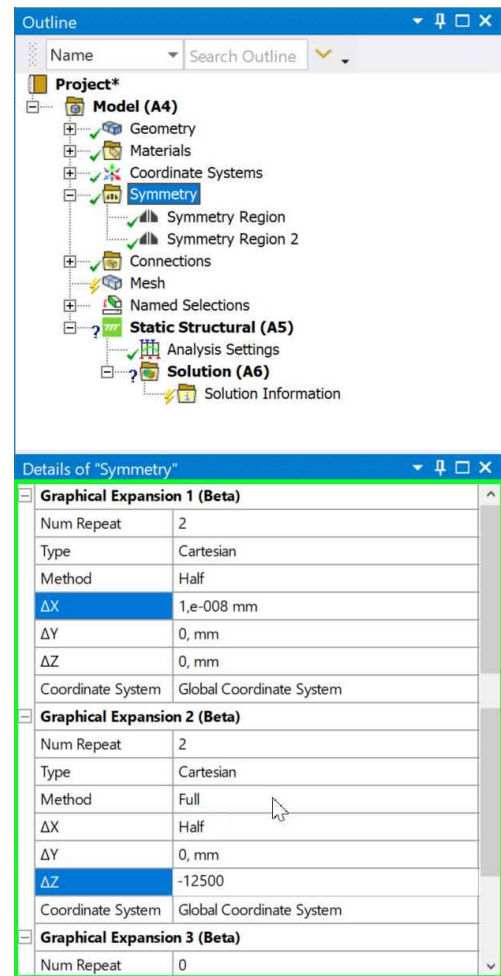 Outline
Name Search Outline
Project*
Model (A4)
Geometry
Materials
Coordinate Systems
Symmetry
Symmetry Region
Symmetry Region 2
Connections
Mesh
Named Selections
Static Structural (A5)
Analysis Settings
Solution (A6)
Solution Information
Details of "Symmetry"
Graphical Expansion 1 (Beta)
Num Repeat 2
Type Cartesian
Method Half
ΔX 1,e-008 mm
ΔY 0, mm
ΔZ 0, mm
Coordinate System Global Coordinate System
Graphical Expansion 2 (Beta)
Num Repeat 2
Type Cartesian
Method Full
ΔX Half
ΔY 0, mm
ΔZ -12500
Coordinate System Global Coordinate System
Graphical Expansion 3 (Beta)
Num Repeat 0